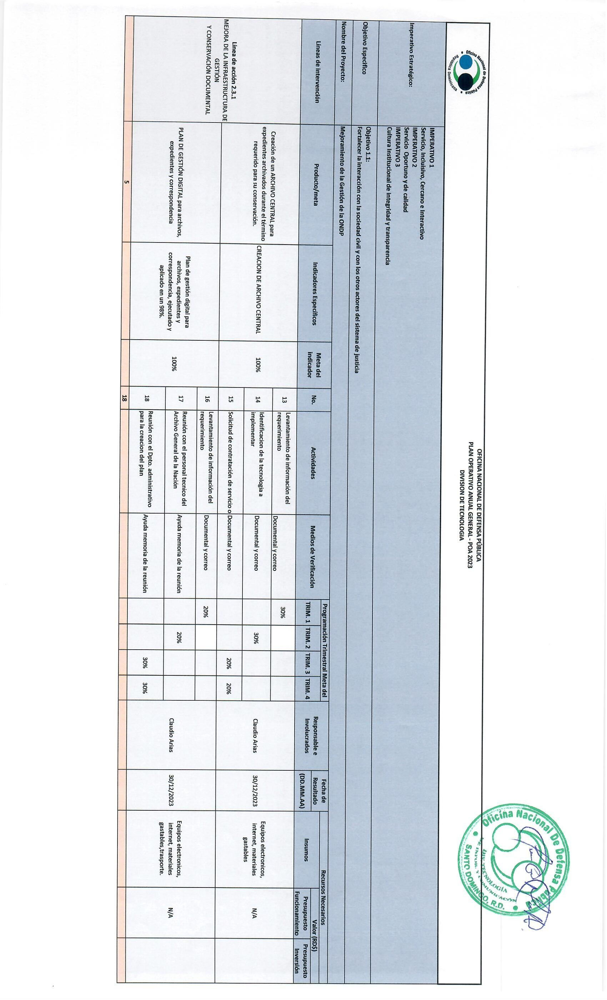 Oficina Nacional de Defensa Pública
República Dominicana
OFICINA NACIONAL DE DEFENSA PÚBLICA
PLAN OPERATIVO ANUAL GENERAL - POA 2023
DIVISION DE TECNOLOGIA
Oficina Nacional De Defensa Pública
DIV. TECNOLOGÍA
DE INFOR. Y COMUNICACÓN
SANTO DOMINGO, R.D.
Imperativo Estratégico:
IMPERATIVO 1
Servicio, Incluisivo, Cercano e Interactivo
IMPERATIVO 2
Servicio Oportuno y de calidad
IMPERATIVO 3
Cultura Institucional de integridad y transparencia
Objetivo Especifico
Objetivo 1.1:
Fortalecer la interacción con la sociedad civil y con los otros actores del sistema de justicia
Nombre del Proyecto:
Mejoramiento de la Gestión de la ONDP
Líneas de intervención
Producto/meta
Indicadores Específicos
Meta del
indicador
No.
Actividades
Medios de Verificación
Programación Trimestral Meta del
TRIM. 1
TRIM. 2
TRIM. 3
TRIM. 4
Responsable e
Involucrados
Fecha de
Resultado
(DD.MM.AA)
Recursos Necesarios
Insumos
Valor (RD$)
Presupuesto
Funcionamiento
Presupuesto
Inversión
Línea de acción 2.3.1
MEJORA DE LA INFRAESTRUCTURA DE
GESTIÓN
Y CONSERVACIÓN DOCUMENTAL
Creación de un ARCHIVO CENTRAL para
expedientes archivados durante el término
requerido para su conservación.
CREACION DE ARCHIVO CENTRAL
100%
13
Levantamiento de información del
requerimiento
Documental y correo
30%
14
Identificacion de la tecnologia a
implementar
Documental y correo
30%
15
Solicitud de contratación de servicio o
Documental y correo
20%
20%
Claudio Arias
30/12/2023
Equipos electronicos,
internet, materiales
gastables
N/A
PLAN DE GESTIÓN DIGITAL para archivos,
expedientes y correspondencia
Plan de gestión digital para
archivos, expedientes y
correspondencia, ejecutado y
aplicado en un 98%.
100%
16
Levantamiento de información del
requerimiento
Documental y correo
20%
17
Reunión con el personal tecnico del
Archivo General de la Nación
Ayuda memoria de la reunión
20%
18
Reunión con el Dpto. administrativo
para la creacion del plan
Ayuda memoria de la reunión
30%
30%
Claudio Arias
30/12/2023
Equipos electronicos,
internet, materiales
gastables,trasporte.
N/A
5
18